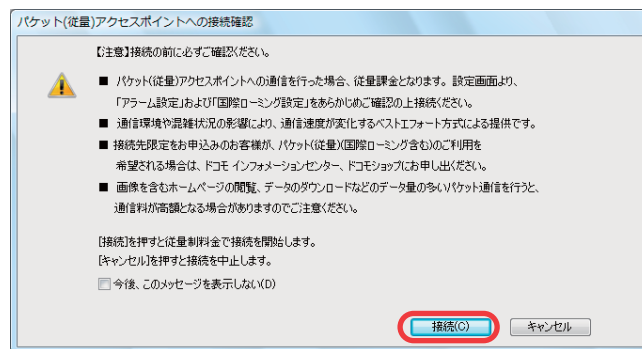 パケット(従量)アクセスポイントへの接続確認
【注意】接続の前に必ずご確認ください。
■ パケット(従量)アクセスポイントへの通信を行った場合、従量課金となります。設定画面より、
「アラーム設定」および「国際ローミング設定」をあらかじめご確認の上接続ください。
■ 通信環境や混雑状況の影響により、通信速度が変化するベストエフォート方式による提供です。
■ 接続先限定をお申込みのお客様が、パケット(従量)(国際ローミング含む)のご利用を
希望される場合は、ドコモ インフォメーションセンター、ドコモショップにお申し出ください。
■ 画像を含むホームページの閲覧、データのダウンロードなどのデータ量の多いパケット通信を行うと、
通信料が高額となる場合がありますのでご注意ください。
[接続]を押すと従量制料金で接続を開始します。
[キャンセル]を押すと接続を中止します。
今後、このメッセージを表示しない(D)
接続(C) キャンセル